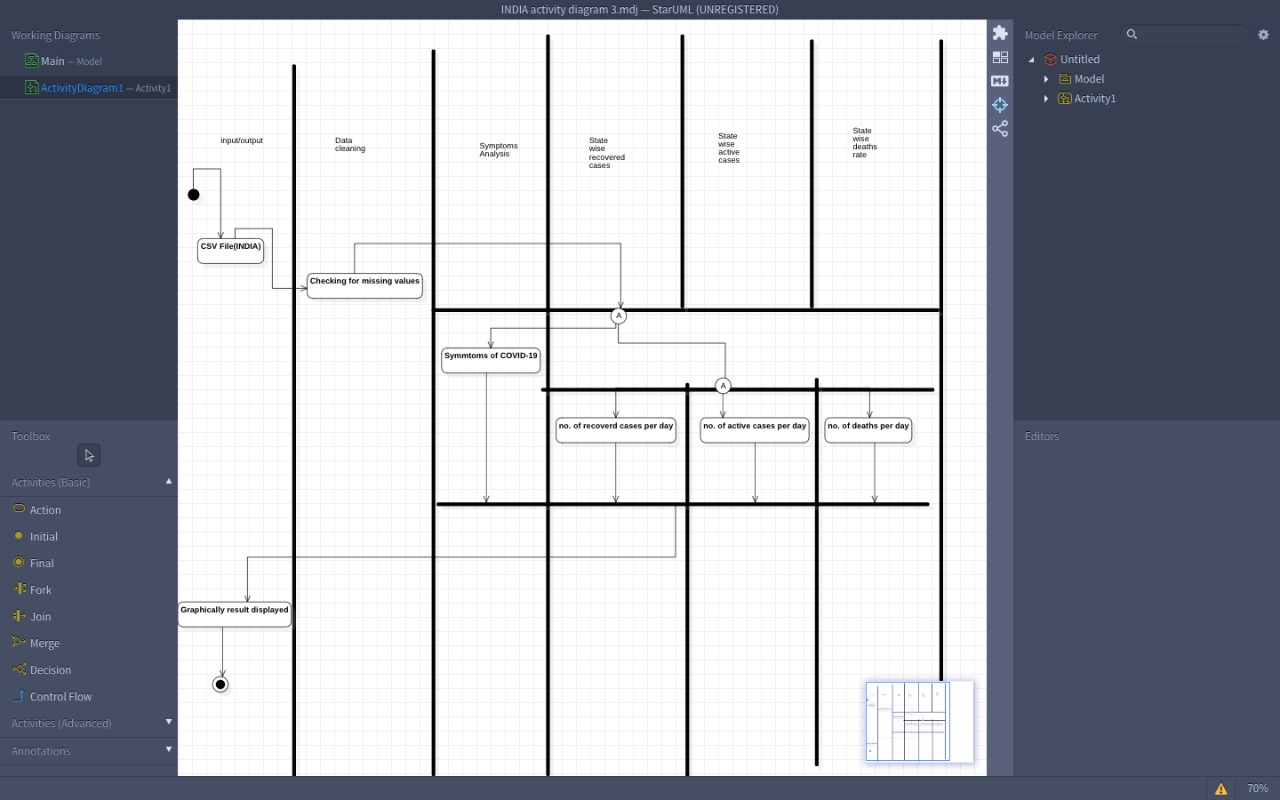 INDIA activity diagram 3.mdj — StarUML (UNREGISTERED)
Working Diagrams
Main — Model
ActivityDiagram1 — Activity1
Toolbox
Activities (Basic)
Action
Initial
Final
Fork
Join
Merge
Decision
Control Flow
Activities (Advanced)
Annotations
input/output
Data
cleaning
Symptoms
Analysis
State
wise
recovered
cases
State
wise
active
cases
State
wise
deaths
rate
CSV File(INDIA)
Checking for missing values
A
Symmtoms of COVID-19
A
no. of recoverd cases per day
no. of active cases per day
no. of deaths per day
Graphically result displayed
M+
Model Explorer
Untitled
Model
Activity1
Editors
70%